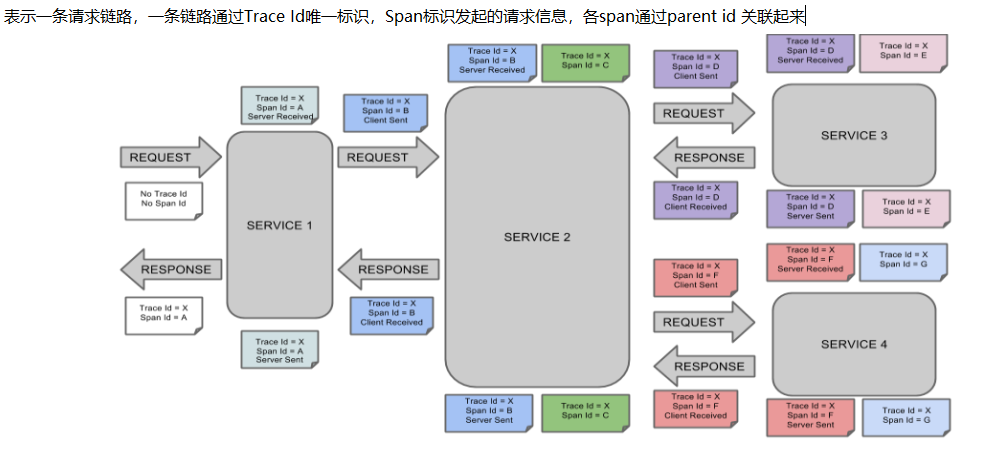 表示一条请求链路，一条链路通过Trace Id唯一标识，Span标识发起的请求信息，各span通过parent id 关联起来
Trace Id = X
Span Id = A
Server Received
Trace Id = X
Span Id = B
Client Sent
Trace Id = X
Span Id = B
Server Received
Trace Id = X
Span Id = C
Trace Id = X
Span Id = D
Client Sent
Trace Id = X
Span Id = D
Server Received
Trace Id = X
Span Id = E
REQUEST
No Trace Id
No Span Id
RESPONSE
Trace Id = X
Span Id = A
SERVICE 1
Trace Id = X
Span Id = A
Server Sent
REQUEST
RESPONSE
Trace Id = X
Span Id = B
Client Received
SERVICE 2
Trace Id = X
Span Id = B
Server Sent
Trace Id = X
Span Id = C
REQUEST
RESPONSE
Trace Id = X
Span Id = D
Client Received
SERVICE 3
Trace Id = X
Span Id = D
Server Sent
Trace Id = X
Span Id = E
Trace Id = X
Span Id = F
Client Sent
Trace Id = X
Span Id = F
Server Received
Trace Id = X
Span Id = G
REQUEST
RESPONSE
Trace Id = X
Span Id = F
Client Received
SERVICE 4
Trace Id = X
Span Id = F
Server Sent
Trace Id = X
Span Id = G